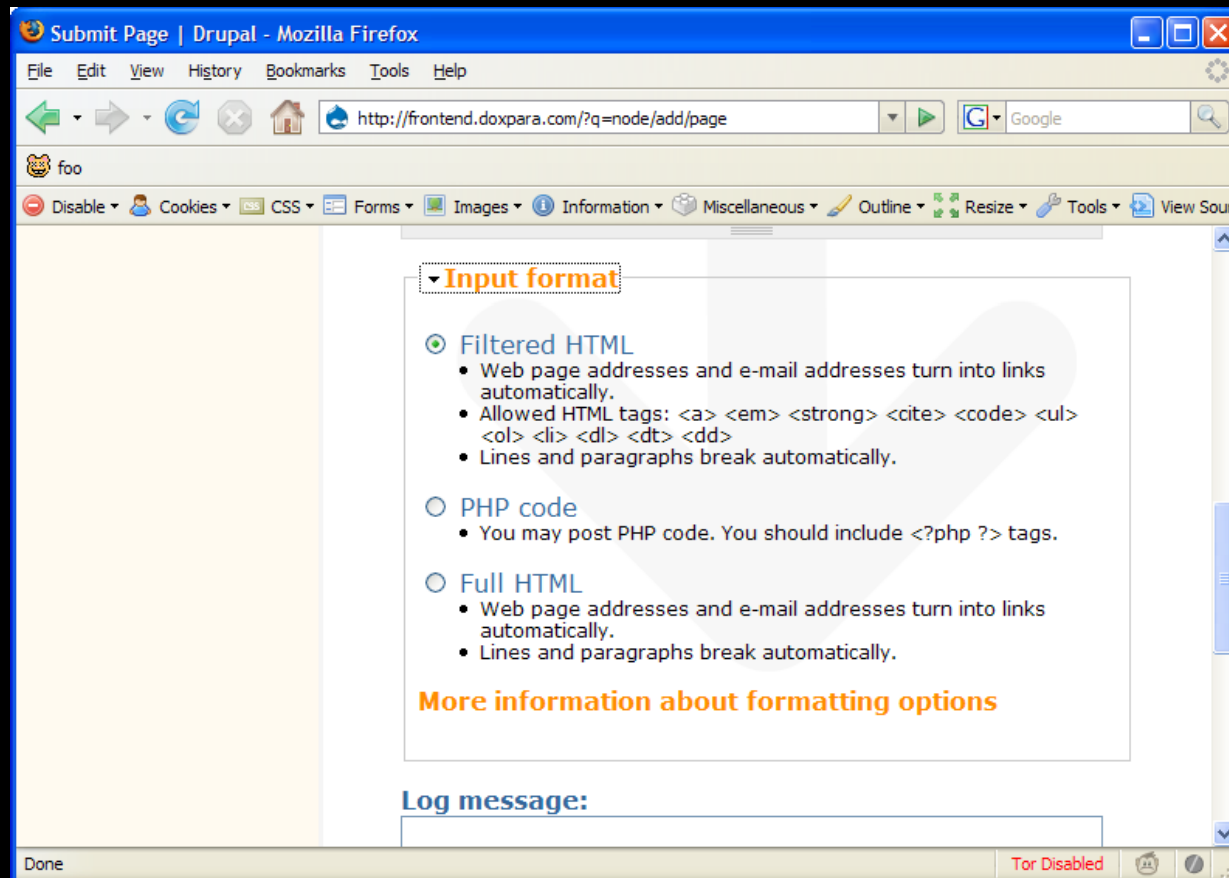 Submit Page | Drupal - Mozilla Firefox
File Edit View History Bookmarks Tools Help
http://frontend.doxpara.com/?q=node/add/page
G Google
foo
Disable Cookies CSS Forms Images Information Miscellaneous Outline Resize Tools View Sou
Input format
Filtered HTML
• Web page addresses and e-mail addresses turn into links
automatically.
• Allowed HTML tags: <a> <em> <strong> <cite> <code> <ul>
<ol> <li> <dl> <dt> <dd>
• Lines and paragraphs break automatically.
PHP code
• You may post PHP code. You should include <?php ?> tags.
Full HTML
• Web page addresses and e-mail addresses turn into links
automatically.
• Lines and paragraphs break automatically.
More information about formatting options
Log message:
Done Tor Disabled